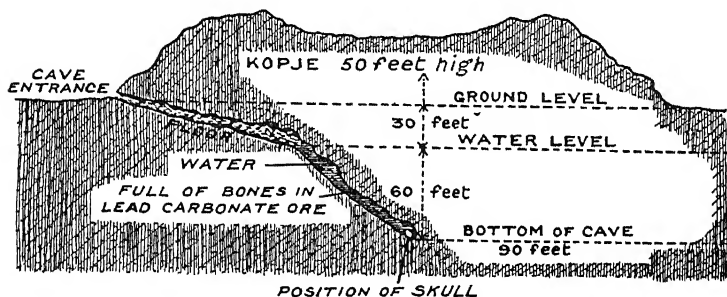 KOPJE 50 feet high
CAVE
ENTRANCE
GROUND LEVEL
30 feet
FLOOR
WATER LEVEL
WATER
FULL OF BONES IN
LEAD CARBONATE ORE
60
feet
BOTTOM OF CAVE
90 feet
POSITION OF SKULL